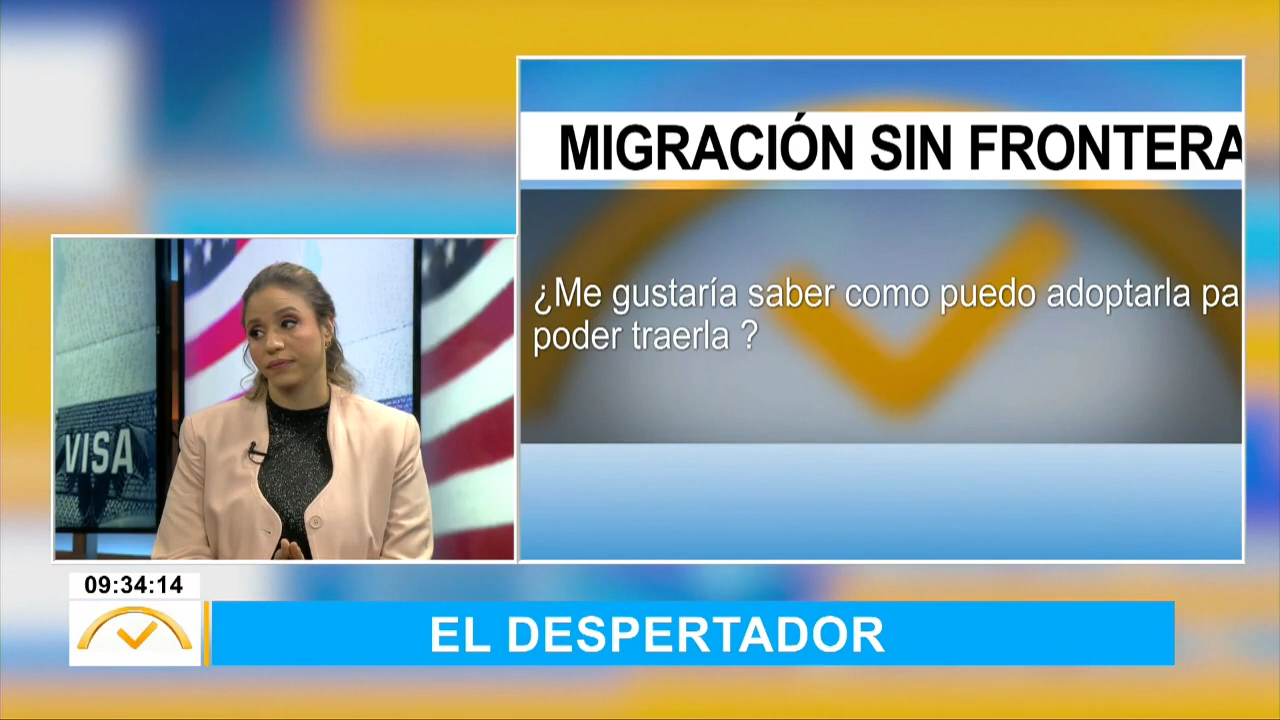 MIGRACIÓN SIN FRONTERA
¿Me gustaría saber como puedo adoptarla pa
poder traerla ?
VISA
09:34:14
EL DESPERTADOR